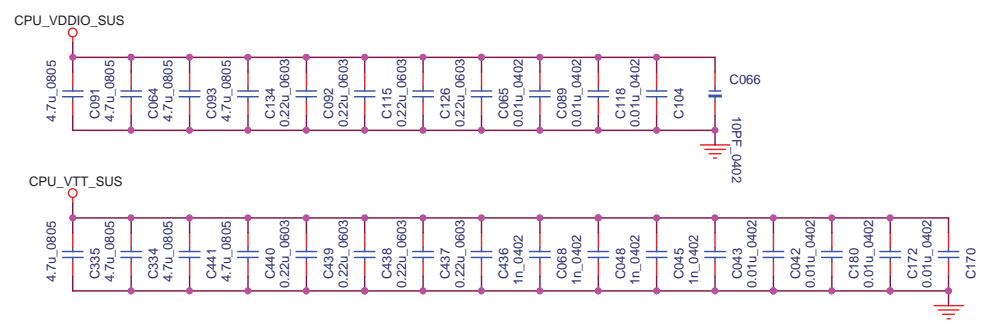 CPU_VDDIO_SUS
4.7u_0805
C091
4.7u_0805
C064
4.7u_0805
C093
4.7u_0805
C134
0.22u_0603
C092
0.22u_0603
C115
0.22u_0603
C126
0.22u_0603
C065
0.01u_0402
C089
0.01u_0402
C118
0.01u_0402
C104
C066
10PF_0402
CPU_VTT_SUS
4.7u_0805
C335
4.7u_0805
C334
4.7u_0805
C441
4.7u_0805
C440
0.22u_0603
C439
0.22u_0603
C438
0.22u_0603
C437
0.22u_0603
C436
1n_0402
C068
1n_0402
C048
1n_0402
C045
1n_0402
C043
0.01u_0402
C042
0.01u_0402
C180
0.01u_0402
C172
0.01u_0402
C170